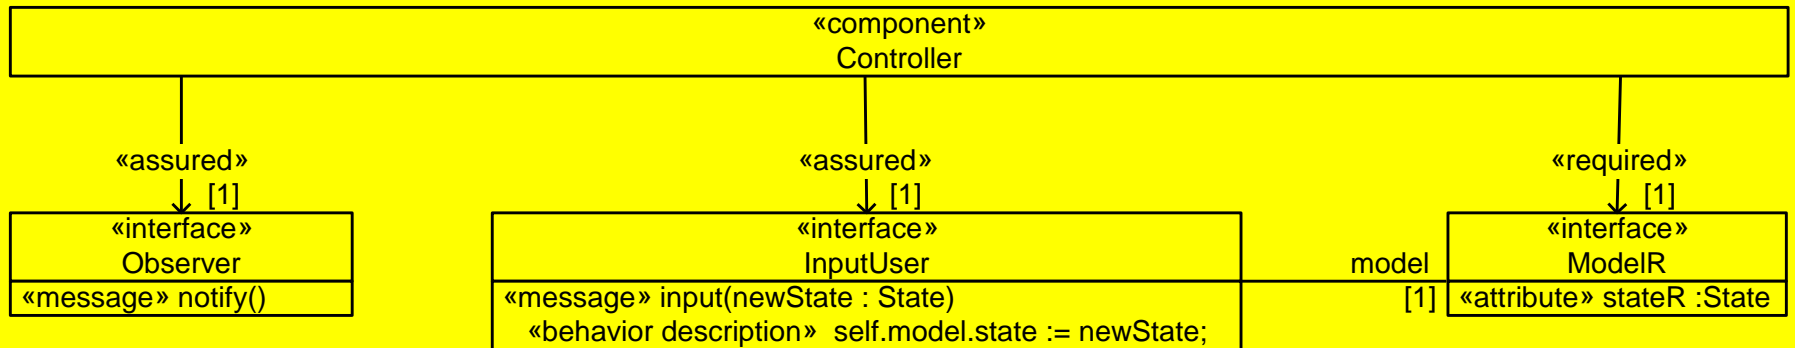 «component»
Controller
«assured»
[1]
«assured»
[1]
«required»
[1]
«interface»
Observer
«message» notify()
«interface»
InputUser
«message» input(newState : State)
«behavior description» self.model.state := newState;
model
[1]
«interface»
ModelR
«attribute» stateR :State